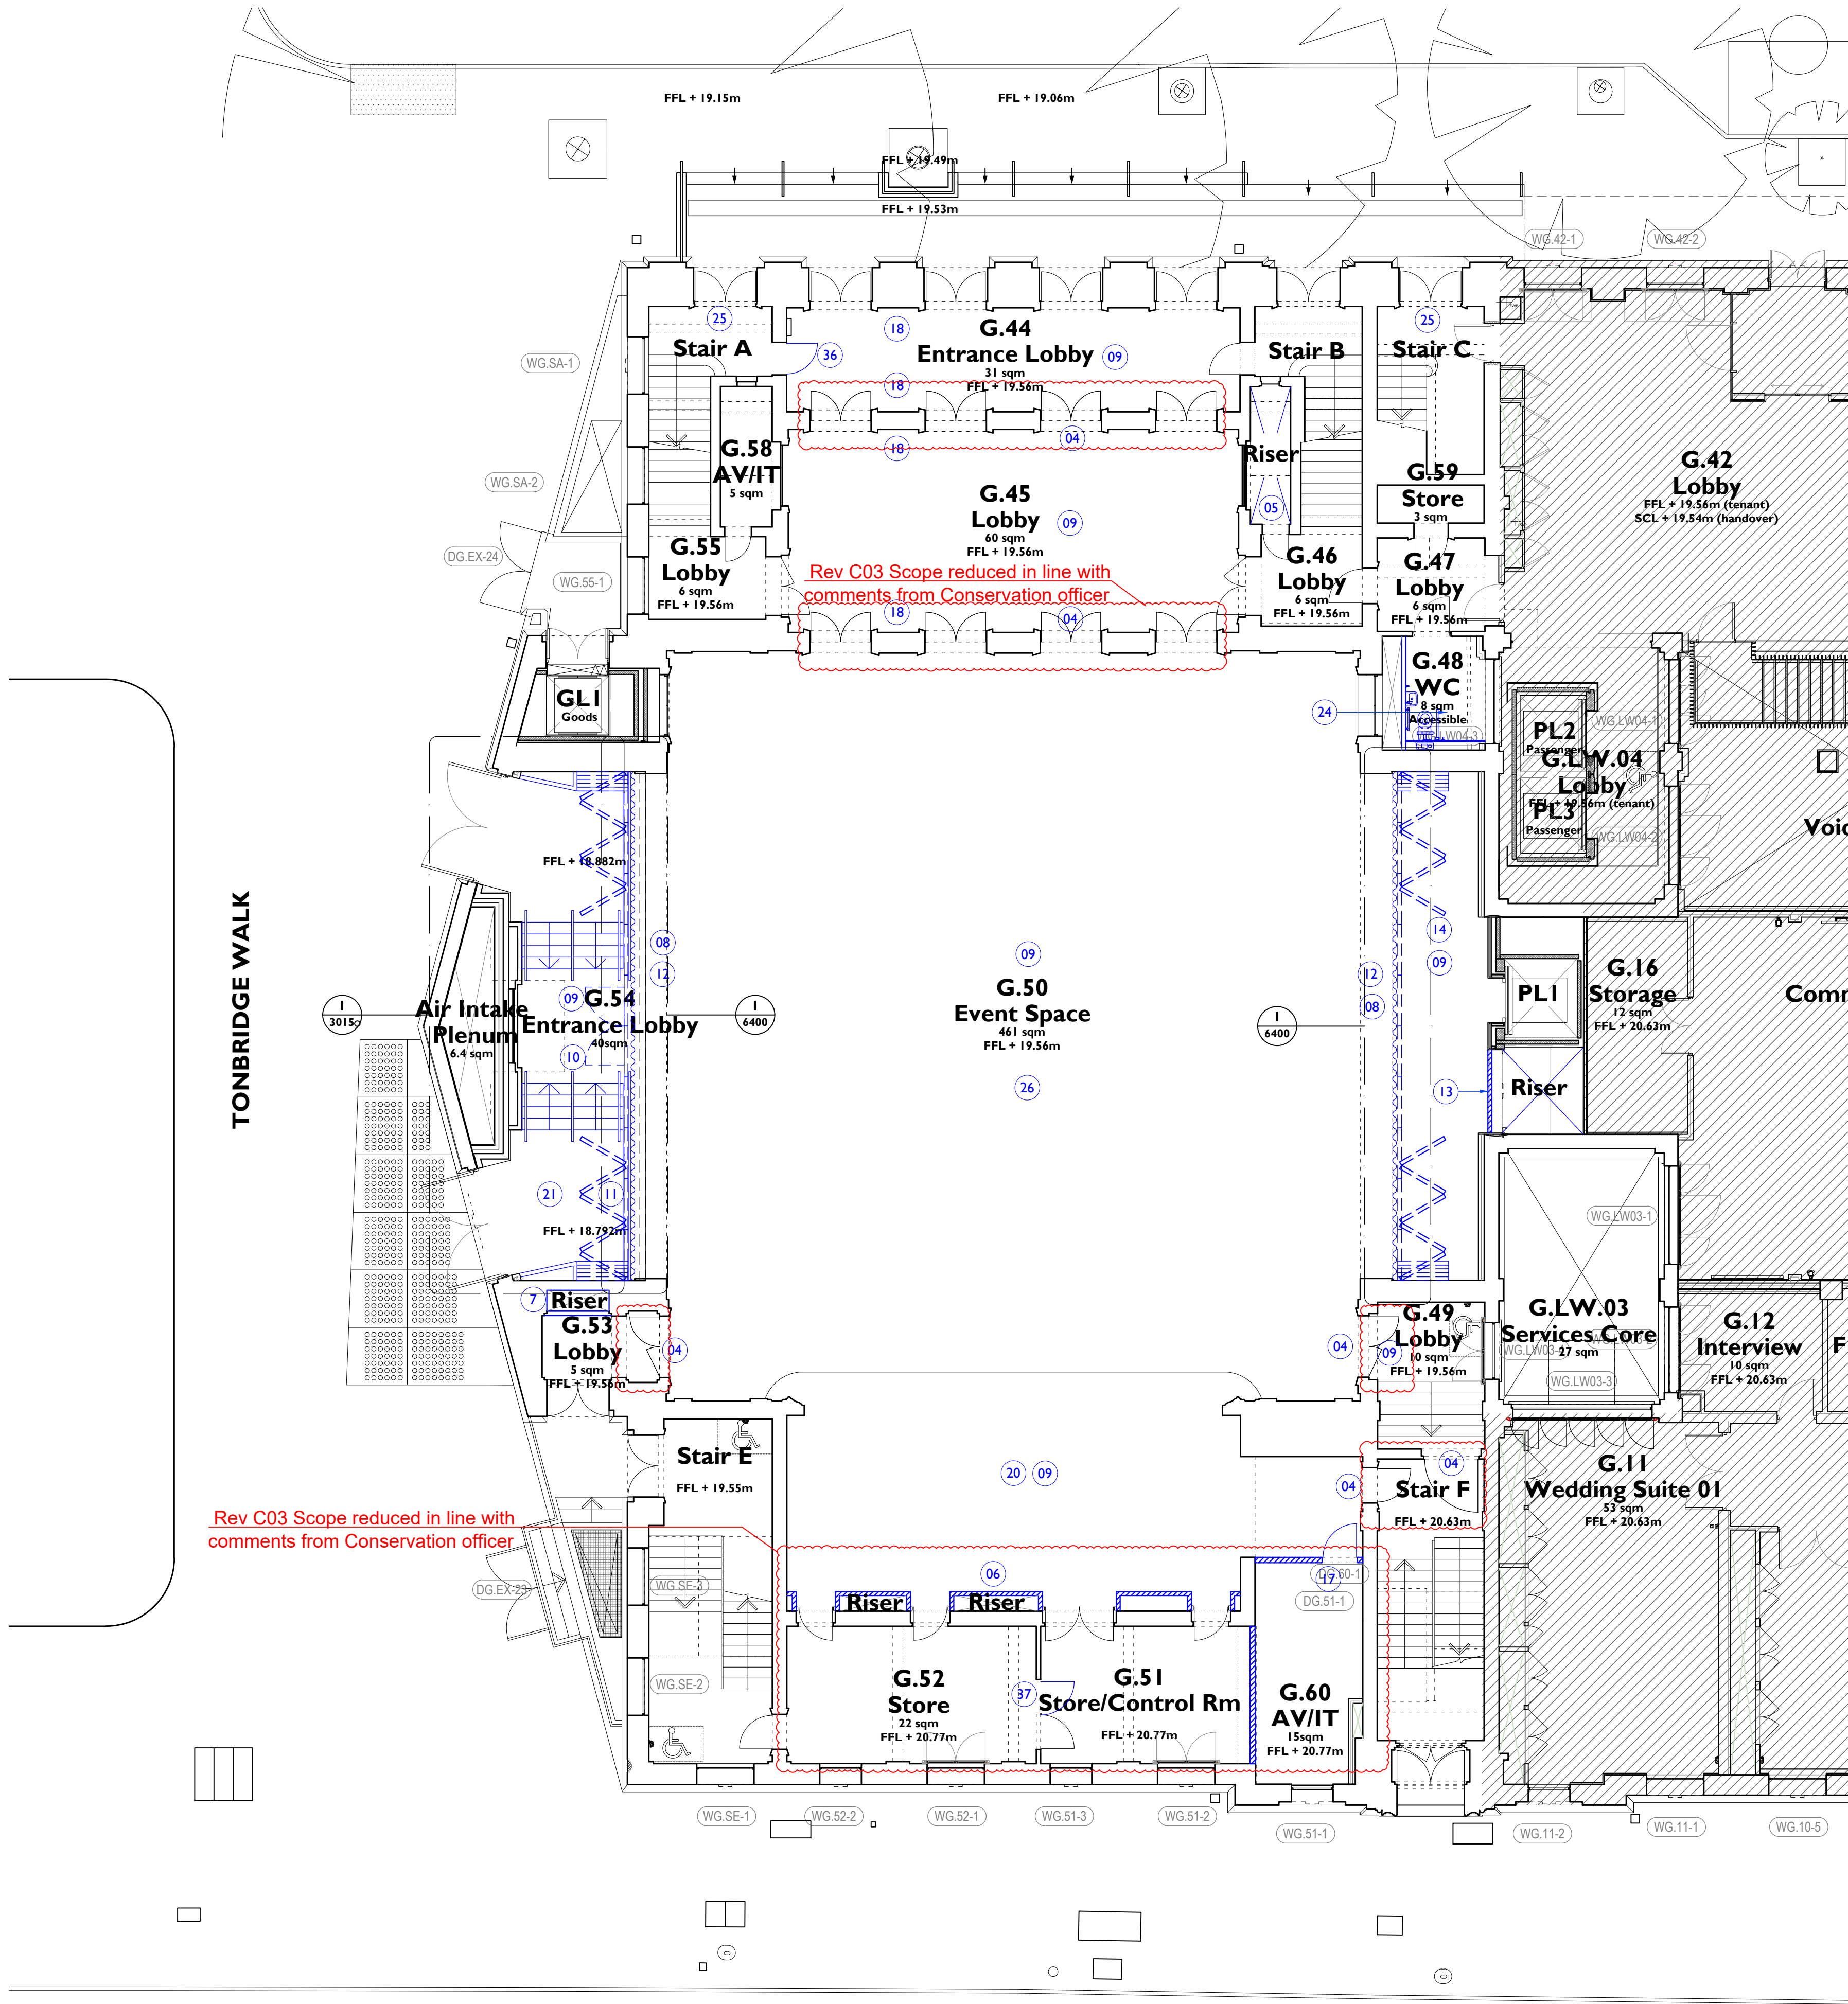 FFL + 19.15m
FFL + 19.06m
FFL + 19.49m
FFL + 19.53m
WG.42-1
WG.42-2
WG.SA-1
25
Stair A
36
18
G.44
Entrance Lobby
31 sqm
FFL + 19.56m
09
18
Stair B
25
Stair C
WG.SA-2
G.58
AV/IT
5 sqm
18
04
Riser
05
G.59
Store
3 sqm
G.42
Lobby
FFL + 19.56m (tenant)
SCL + 19.54m (handover)
G.45
Lobby
60 sqm
FFL + 19.56m
09
DG.EX-24
WG.55-1
G.55
Lobby
6 sqm
FFL + 19.56m
Rev C03 Scope reduced in line with
comments from Conservation officer
18
04
G.46
Lobby
6 sqm
FFL + 19.56m
G.47
Lobby
6 sqm
FFL + 19.56m
GL1
Goods
24
G.48
WC
8 sqm
Accessible
WG.LW04-3
PL2
Passenger
WG.LW04-1
G.LW.04
Lobby
FFL + 19.56m (tenant)
PL3
Passenger
WG.LW04-2
FFL + 18.882m
TONBRIDGE WALK
08
12
14
09
12
08
09
G.50
Event Space
461 sqm
FFL + 19.56m
26
1
3015
Air Intake
Plenum
6.4 sqm
09
G.54
Entrance Lobby
40sqm
10
1
6400
1
6400
PL1
G.16
Storage
12 sqm
FFL + 20.63m
13
Riser
21
11
FFL + 18.792m
WG.LW03-1
7
Riser
G.53
Lobby
5 sqm
FFL + 19.56m
04
04
09
G.49
Lobby
10 sqm
FFL + 19.56m
G.LW.03
Services Core
27 sqm
WG.LW03-3
G.12
Interview
10 sqm
FFL + 20.63m
Stair E
FFL + 19.55m
20
09
04
04
Stair F
FFL + 20.63m
G.11
Wedding Suite 01
53 sqm
FFL + 20.63m
Rev C03 Scope reduced in line with
comments from Conservation officer
DG.EX-23
WG.SE-3
06
Riser
Riser
17
DG.60-1
DG.51-1
WG.SE-2
G.52
Store
22 sqm
FFL + 20.77m
37
G.51
Store/Control Rm
FFL + 20.77m
G.60
AV/IT
15sqm
FFL + 20.77m
WG.SE-1
WG.52-2
WG.52-1
WG.51-3
WG.51-2
WG.51-1
WG.11-2
WG.11-1
WG.10-5